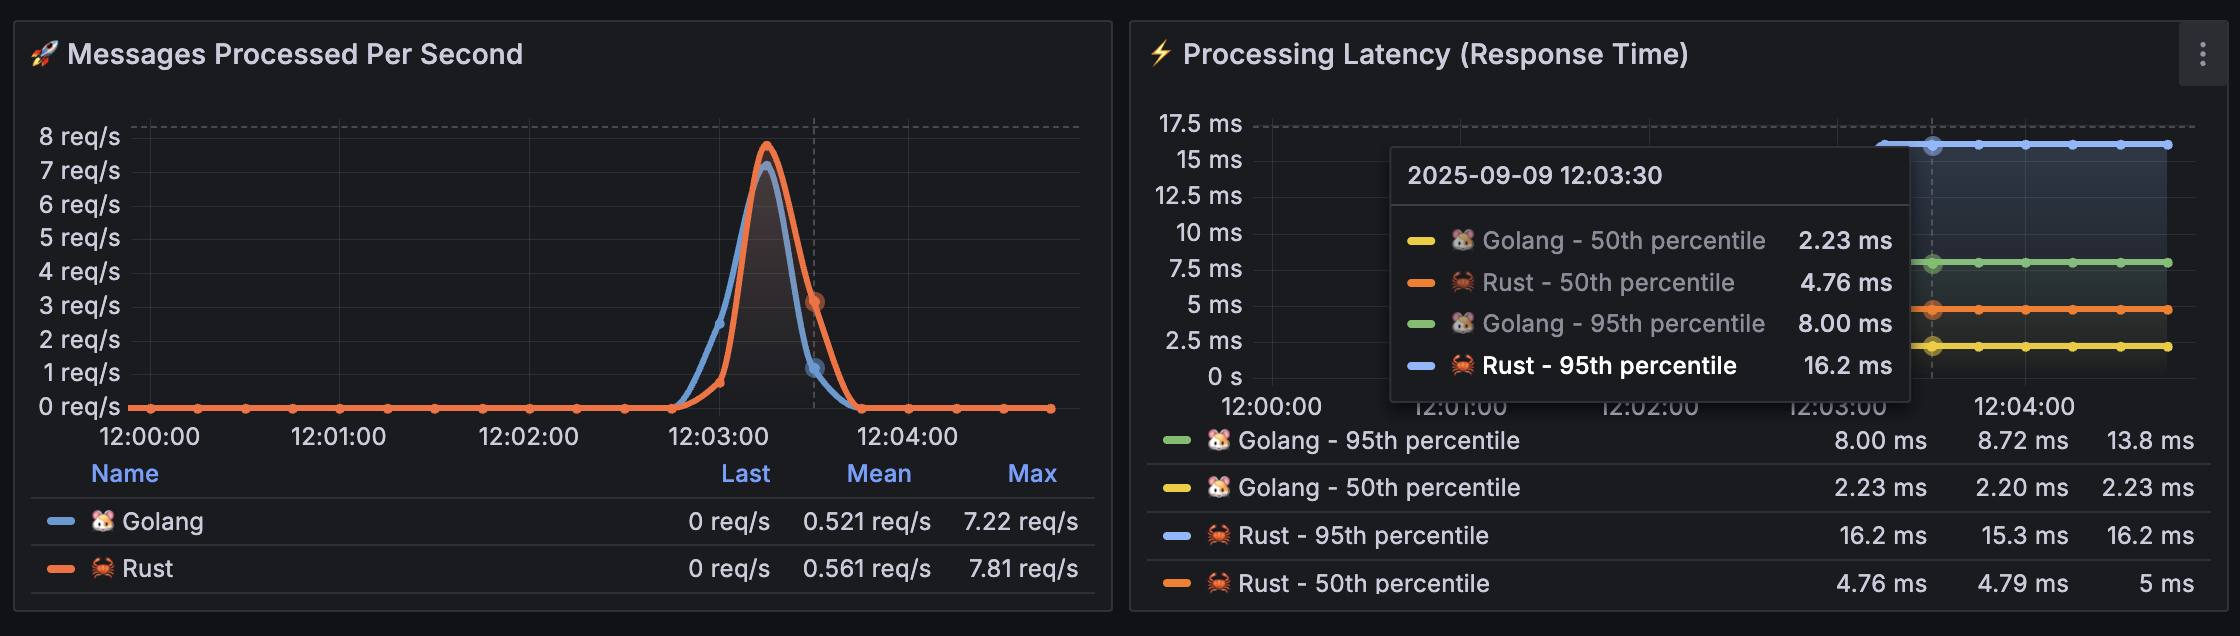 🚀 Messages Processed Per Second
8 req/s
7 req/s
6 req/s
5 req/s
4 req/s
3 req/s
2 req/s
1 req/s
0 req/s
12:00:00 12:01:00 12:02:00 12:03:00 12:04:00
Name Last Mean Max
🐹 Golang 0 req/s 0.521 req/s 7.22 req/s
🦀 Rust 0 req/s 0.561 req/s 7.81 req/s
⚡ Processing Latency (Response Time)
17.5 ms
15 ms
12.5 ms
10 ms
7.5 ms
5 ms
2.5 ms
0 s
2025-09-09 12:03:30
🐹 Golang - 50th percentile 2.23 ms
🦀 Rust - 50th percentile 4.76 ms
🐹 Golang - 95th percentile 8.00 ms
🦀 Rust - 95th percentile 16.2 ms
12:00:00 12:01:00 12:02:00 12:03:00 12:04:00
🐹 Golang - 95th percentile 8.00 ms 8.72 ms 13.8 ms
🐹 Golang - 50th percentile 2.23 ms 2.20 ms 2.23 ms
🦀 Rust - 95th percentile 16.2 ms 15.3 ms 16.2 ms
🦀 Rust - 50th percentile 4.76 ms 4.79 ms 5 ms